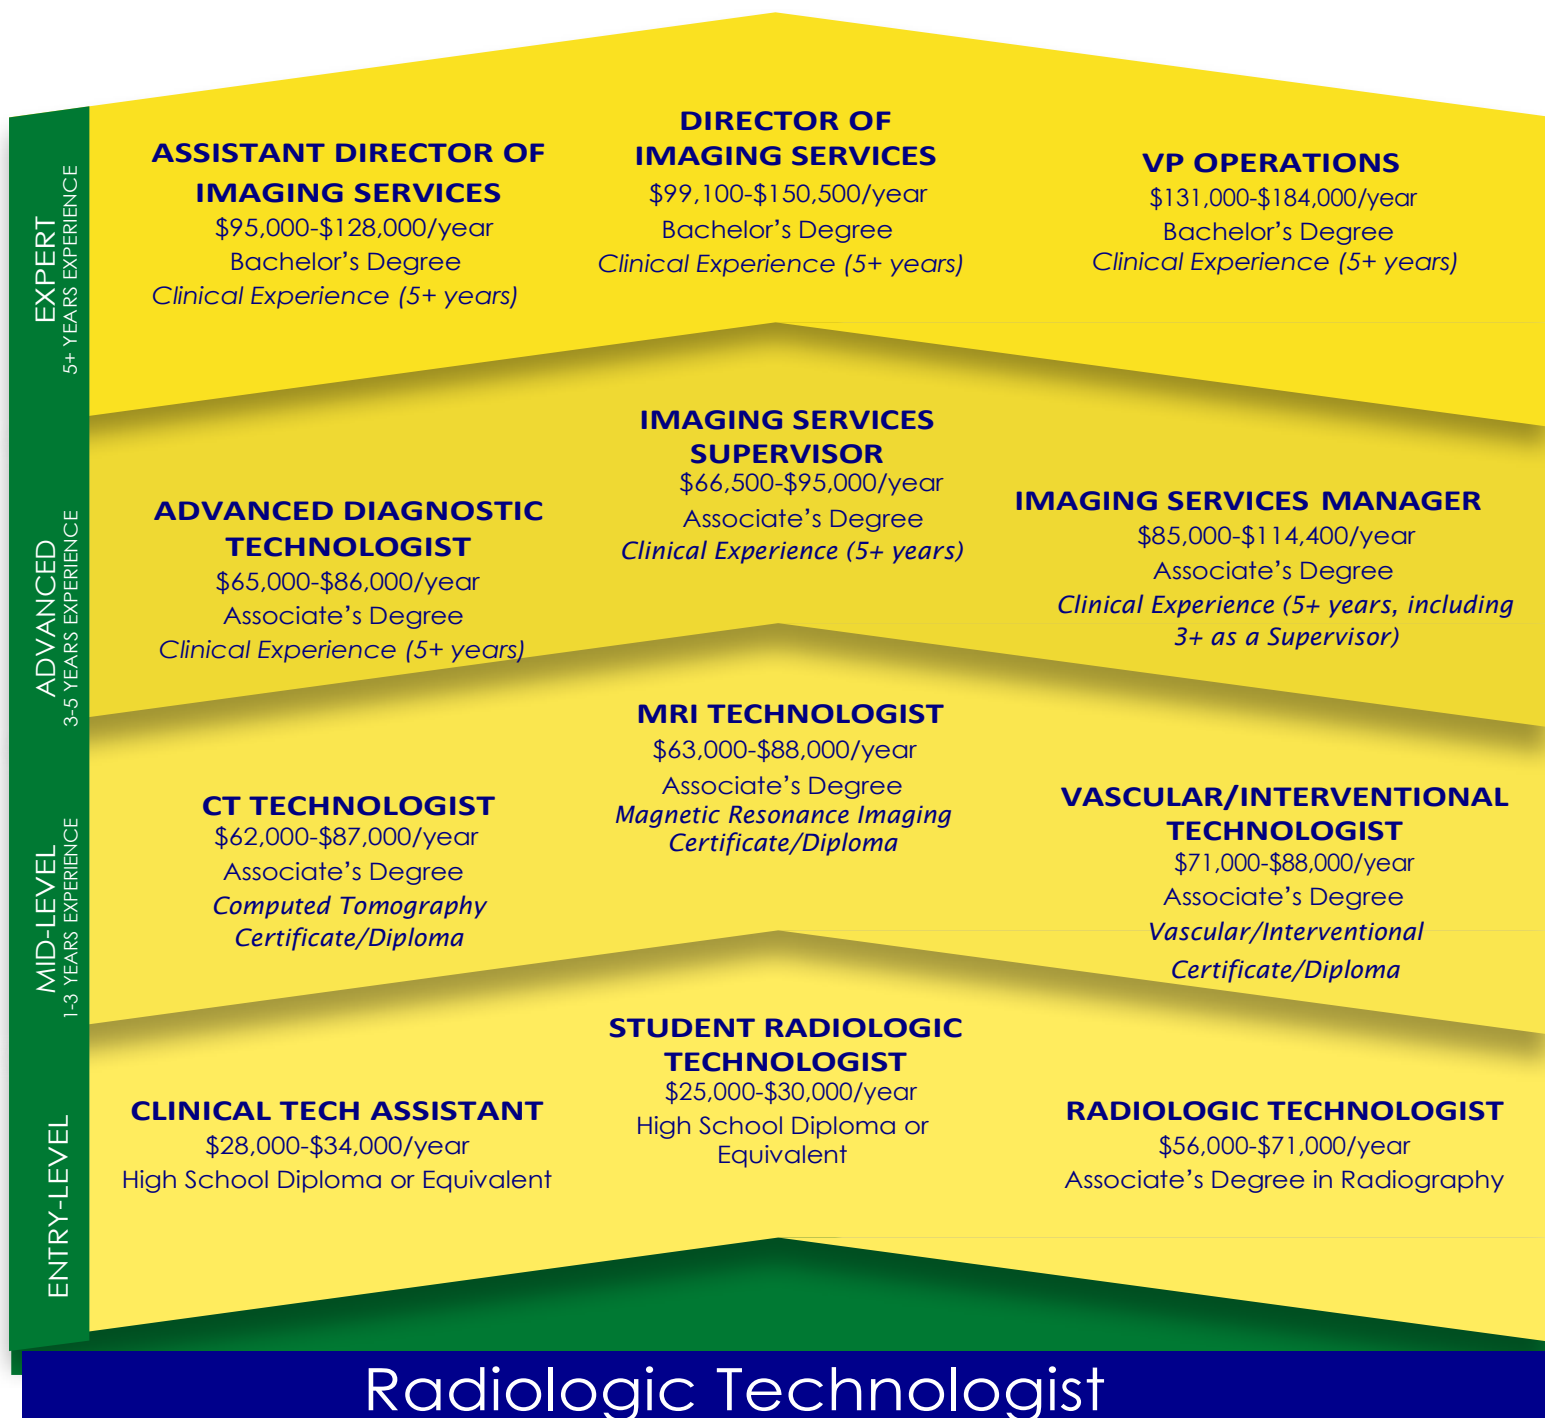 EXPERT
5+ YEARS EXPERIENCE
ASSISTANT DIRECTOR OF
IMAGING SERVICES
$95,000-$128,000/year
Bachelor’s Degree
Clinical Experience (5+ years)
DIRECTOR OF
IMAGING SERVICES
$99,100-$150,500/year
Bachelor’s Degree
Clinical Experience (5+ years)
VP OPERATIONS
$131,000-$184,000/year
Bachelor’s Degree
Clinical Experience (5+ years)
ADVANCED
3-5 YEARS EXPERIENCE
ADVANCED DIAGNOSTIC
TECHNOLOGIST
$65,000-$86,000/year
Associate’s Degree
Clinical Experience (5+ years)
IMAGING SERVICES
SUPERVISOR
$66,500-$95,000/year
Associate’s Degree
Clinical Experience (5+ years)
IMAGING SERVICES MANAGER
$85,000-$114,400/year
Associate’s Degree
Clinical Experience (5+ years, including
3+ as a Supervisor)
MID-LEVEL
1-3 YEARS EXPERIENCE
CT TECHNOLOGIST
$62,000-$87,000/year
Associate’s Degree
Computed Tomography
Certificate/Diploma
MRI TECHNOLOGIST
$63,000-$88,000/year
Associate’s Degree
Magnetic Resonance Imaging
Certificate/Diploma
VASCULAR/INTERVENTIONAL
TECHNOLOGIST
$71,000-$88,000/year
Associate’s Degree
Vascular/Interventional
Certificate/Diploma
ENTRY-LEVEL
CLINICAL TECH ASSISTANT
$28,000-$34,000/year
High School Diploma or Equivalent
STUDENT RADIOLOGIC
TECHNOLOGIST
$25,000-$30,000/year
High School Diploma or
Equivalent
RADIOLOGIC TECHNOLOGIST
$56,000-$71,000/year
Associate’s Degree in Radiography
Radiologic Technologist